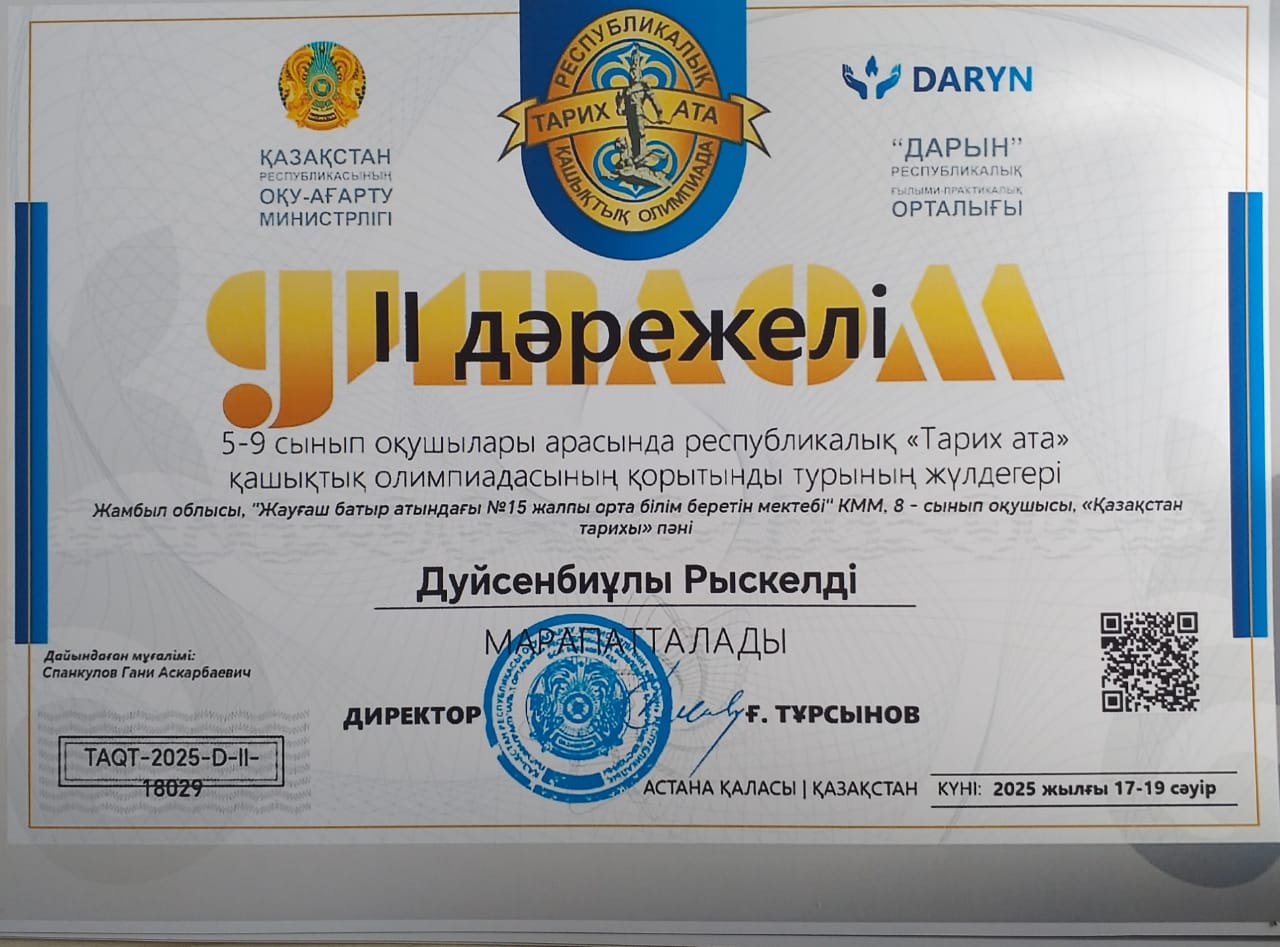 РЕСПУБЛИКАЛЫҚ
ТАРИХ АТА
ҚАШЫҚТЫҚ ОЛИМПИАДА
ҚАЗАҚСТАН
РЕСПУБЛИКАСЫНЫҢ
ОҚУ-АҒАРТУ
МИНИСТРЛІГІ
DARYN
“ДАРЫН”
РЕСПУБЛИКАЛЫҚ
ҒЫЛЫМИ-ПРАКТИКАЛЫҚ
ОРТАЛЫҒЫ
ДИПЛОМ
II дәрежелі
5-9 сынып оқушылары арасында республикалық «Тарих ата»
қашықтық олимпиадасының қорытынды турының жүлдегері
Жамбыл облысы, "Жауғаш батыр атындағы №15 жалпы орта білім беретін мектебі" КММ, 8 - сынып оқушысы, «Қазақстан
тарихы» пәні
Дуйсенбиұлы Рыскелді
МАРАПАТТАЛАДЫ
Дайындаған мұғалімі:
Спанкулов Гани Аскарбаевич
ДИРЕКТОР Ғ. ТҰРСЫНОВ
TAQT-2025-D-II-
18029
АСТАНА ҚАЛАСЫ | ҚАЗАҚСТАН
КҮНІ: 2025 жылғы 17-19 сәуір